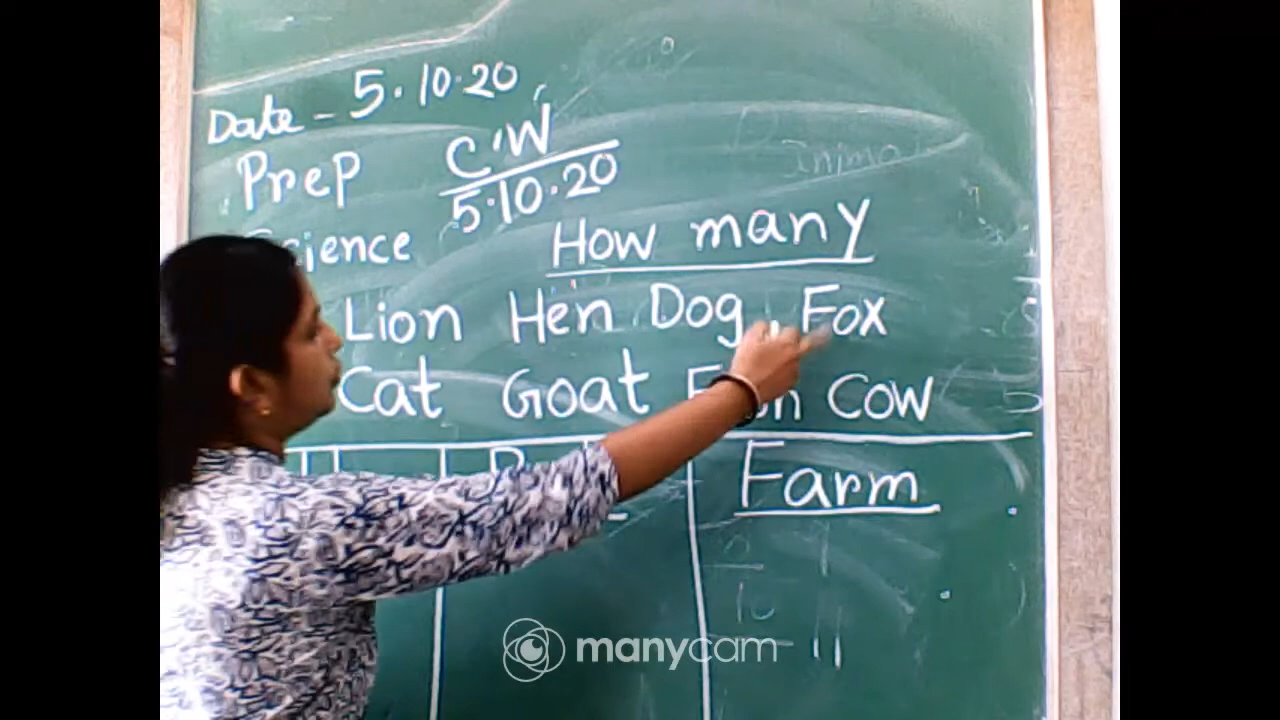 Date - 5.10.20
Prep
C'W
5.10.20
Science
How many
Lion Hen Dog Fox
Cat Goat Cow
Farm
manycam